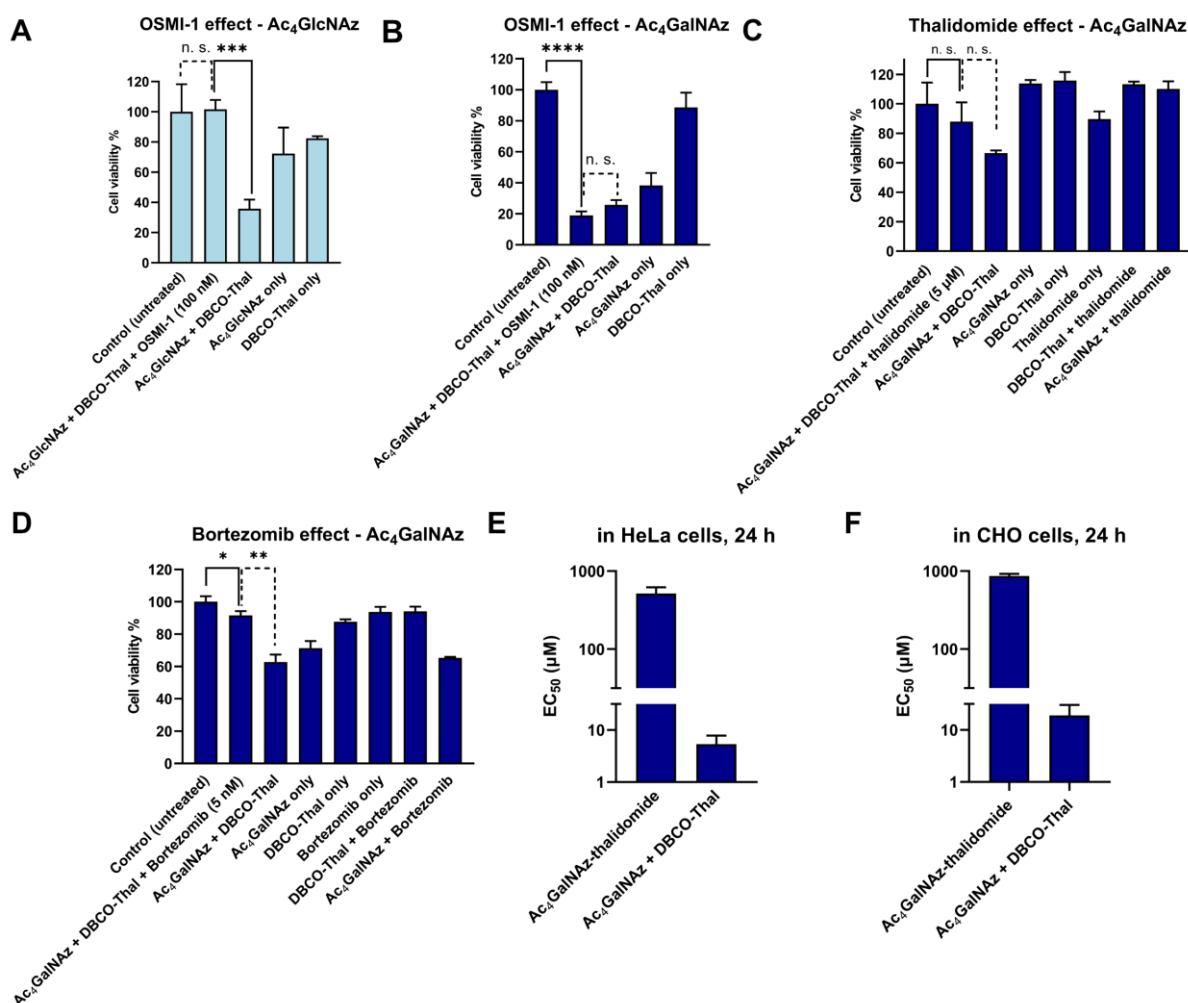 A
OSMI-1 effect - Ac₄GlcNAz
n. s. ***
Cell viability %
120
100
80
60
40
20
0
Control (untreated)
Ac₄GlcNAz + DBCO-Thal + OSMI-1 (100 nM)
Ac₄GlcNAz + DBCO-Thal
Ac₄GlcNAz only
DBCO-Thal only
B
OSMI-1 effect - Ac₄GalNAz
****
n. s.
Cell viability %
120
100
80
60
40
20
0
Control (untreated)
Ac₄GalNAz + DBCO-Thal + OSMI-1 (100 nM)
Ac₄GalNAz + DBCO-Thal
Ac₄GalNAz only
DBCO-Thal only
C
Thalidomide effect - Ac₄GalNAz
n. s. n. s.
Cell viability %
120
100
80
60
40
20
0
Control (untreated)
Ac₄GalNAz + DBCO-Thal + thalidomide (5 μM)
Ac₄GalNAz + DBCO-Thal
Ac₄GalNAz only
DBCO-Thal only
Thalidomide only
DBCO-Thal + thalidomide
Ac₄GalNAz + thalidomide
D
Bortezomib effect - Ac₄GalNAz
* **
Cell viability %
120
100
80
60
40
20
0
Control (untreated)
Ac₄GalNAz + DBCO-Thal + Bortezomib (5 nM)
Ac₄GalNAz + DBCO-Thal
Ac₄GalNAz only
DBCO-Thal only
Bortezomib only
DBCO-Thal + Bortezomib
Ac₄GalNAz + Bortezomib
E
in HeLa cells, 24 h
EC₅₀ (μM)
1000
100
10
1
Ac₄GalNAz-thalidomide
Ac₄GalNAz + DBCO-Thal
F
in CHO cells, 24 h
EC₅₀ (μM)
1000
100
10
1
Ac₄GalNAz-thalidomide
Ac₄GalNAz + DBCO-Thal